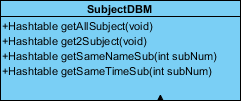 SubjectDBM
+Hashtable getAllSubject(void)
+Hashtable get2Subject(void)
+Hashtable getSameNameSub(int subNum)
+Hashtable getSameTimeSub(int subNum)